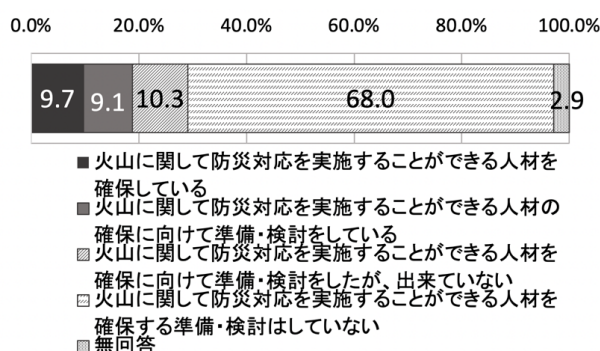 0.0% 20.0% 40.0% 60.0% 80.0% 100.0%
9.7 9.1 10.3 68.0 2.9
火山に関して防災対応を実施することができる人材を
確保している
火山に関して防災対応を実施することができる人材の
確保に向けて準備・検討をしている
火山に関して防災対応を実施することができる人材を
確保に向けて準備・検討をしたが、出来ていない
火山に関して防災対応を実施することができる人材を
確保する準備・検討はしていない
無回答